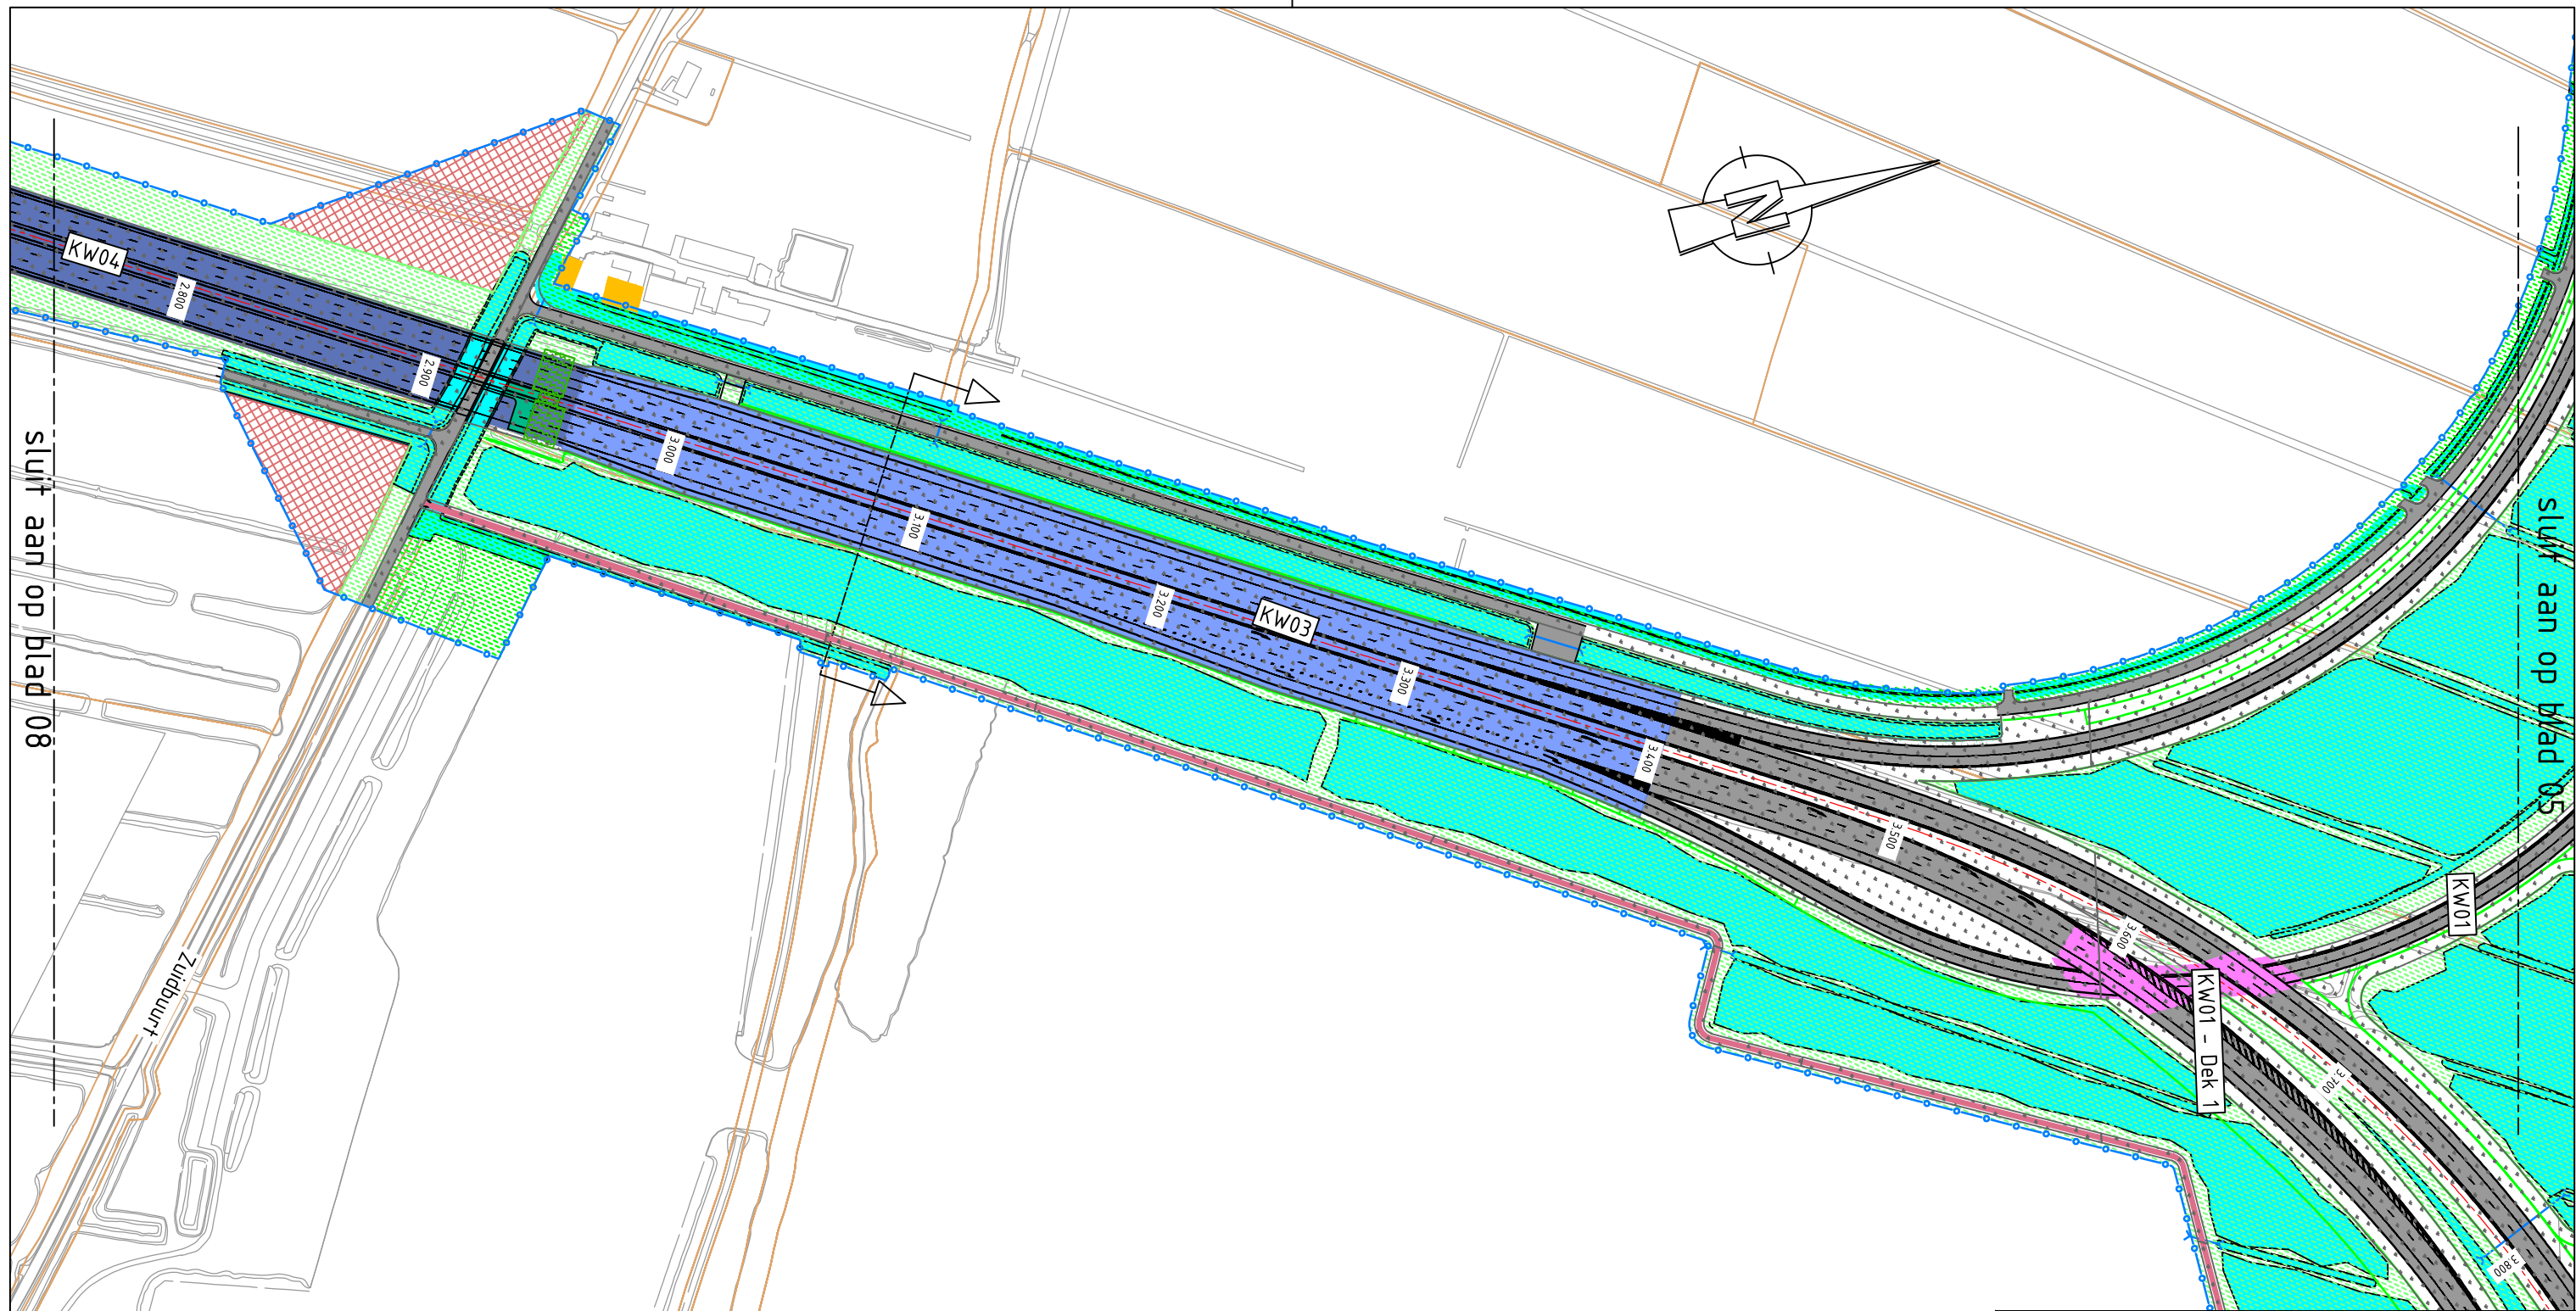 sluit aan op blad 08
KW04
2.800
2.900
3.000
3.100
3.200
KW03
3.300
3.400
3.500
3.600
KW01
KW01 - Dek 1
3.700
3.800
N
Zuidbuurt
sluit aan op blad 05